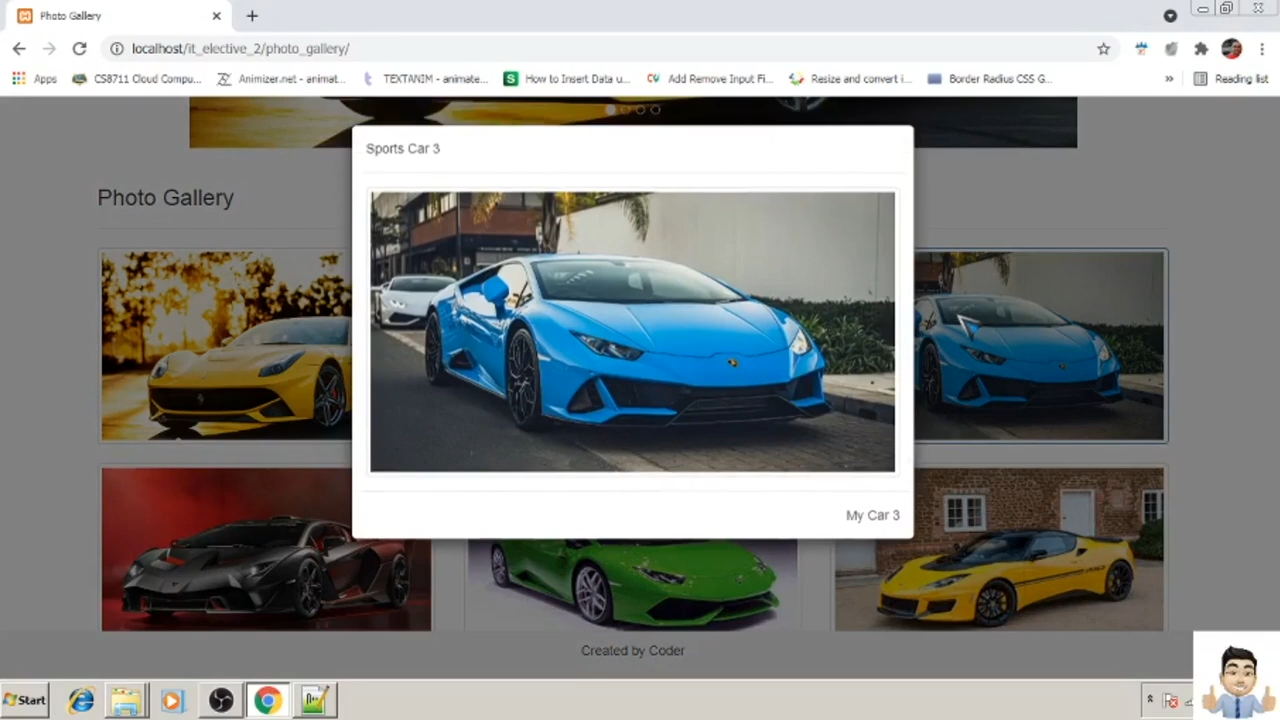 Photo Gallery
localhost/it_elective_2/photo_gallery/
Apps
CS8711 Cloud Compu...
Animizer.net - animat...
TEXTANIM - animate...
How to Insert Data u...
Add Remove Input Fi...
Resize and convert i...
Border Radius CSS G...
»
Reading list
Sports Car 3
Photo Gallery
My Car 3
Created by Coder
Start